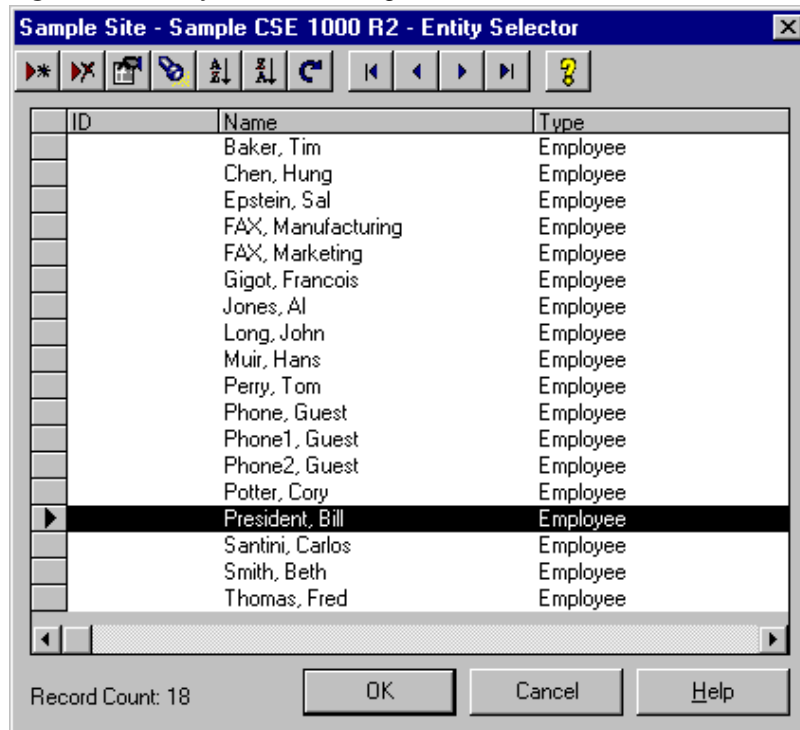 Sample Site - Sample CSE 1000 R2 - Entity Selector
ID Name Type
Baker, Tim Employee
Chen, Hung Employee
Epstein, Sal Employee
FAX, Manufacturing Employee
FAX, Marketing Employee
Gigot, Francois Employee
Jones, Al Employee
Long, John Employee
Muir, Hans Employee
Perry, Tom Employee
Phone, Guest Employee
Phone1, Guest Employee
Phone2, Guest Employee
Potter, Cory Employee
President, Bill Employee
Santini, Carlos Employee
Smith, Beth Employee
Thomas, Fred Employee
Record Count: 18 OK Cancel Help